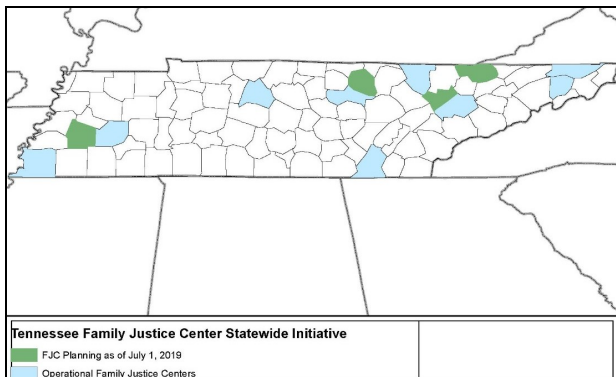 Tennessee Family Justice Center Statewide Initiative
FJC Planning as of July 1, 2019
Operational Family Justice Centers